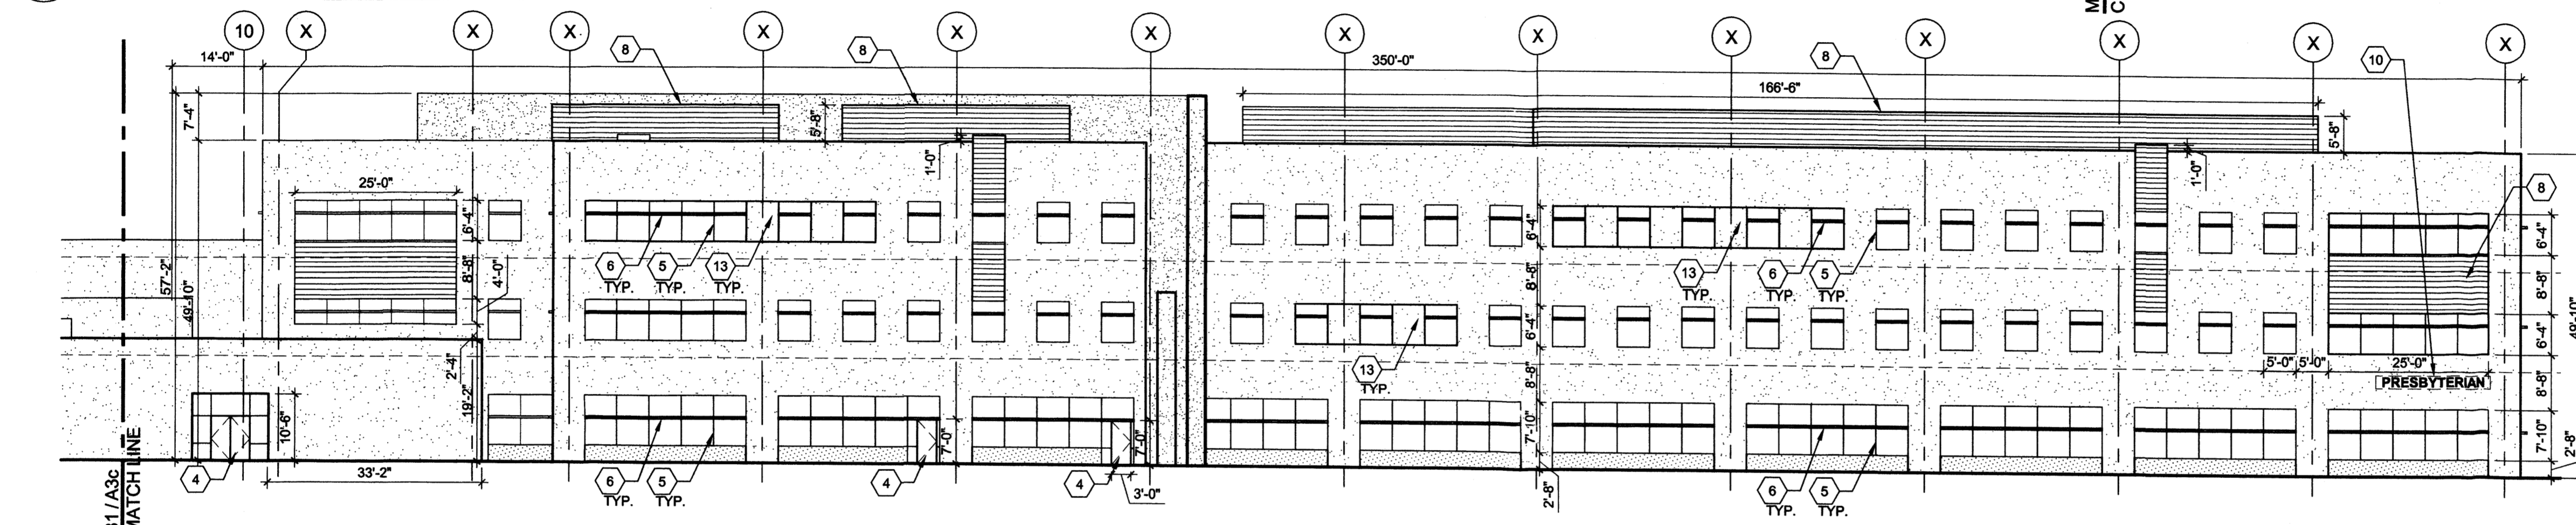 M
C
10
X
X
X
X
X
X
X
X
X
X
X
X
X
14'-0"
350'-0"
8
8
8
10
166'-6"
7'-4"
5'-8"
5'-8"
1'-0"
1'-0"
25'-0"
8
6'-4"
6'-4"
6'-4"
57'-2"
49'-10"
8'-8"
4'-0"
6
TYP.
5
TYP.
13
TYP.
8'-8"
13
TYP.
6
TYP.
5
TYP.
8'-8"
49'-10"
6'-4"
6'-4"
2'-4"
13
TYP.
8'-8"
5'-0"
5'-0"
25'-0"
PRESBYTERIAN
8'-8"
19'-2"
10'-6"
7'-0"
7'-0"
7'-10"
7'-10"
2'-8"
31/A3c
MATCH LINE
4
33'-2"
6
TYP.
5
TYP.
4
4
3'-0"
2'-8"
6
TYP.
5
TYP.